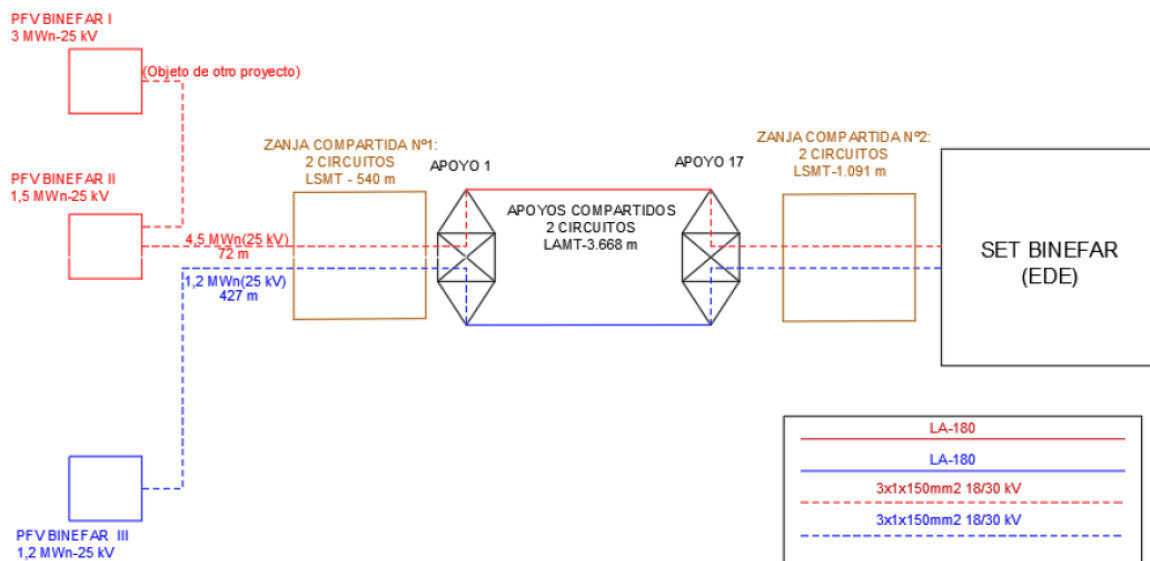 PFV BINEFAR I
3 MWn-25 kV
(Objeto de otro proyecto)
PFV BINEFAR II
1,5 MWn-25 kV
4,5 MWn(25 kV)
72 m
1,2 MWn(25 kV)
427 m
PFV BINEFAR III
1,2 MWn-25 kV
ZANJA COMPARTIDA Nº1:
2 CIRCUITOS
LSMT - 540 m
APOYO 1
APOYOS COMPARTIDOS
2 CIRCUITOS
LAMT-3.668 m
APOYO 17
ZANJA COMPARTIDA Nº2:
2 CIRCUITOS
LSMT-1.091 m
SET BINEFAR
(EDE)
LA-180
LA-180
3x1x150mm2 18/30 kV
3x1x150mm2 18/30 kV